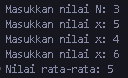 Masukkan nilai N: 3
Masukkan nilai x: 5
Masukkan nilai x: 4
Masukkan nilai x: 6
Nilai rata-rata: 5